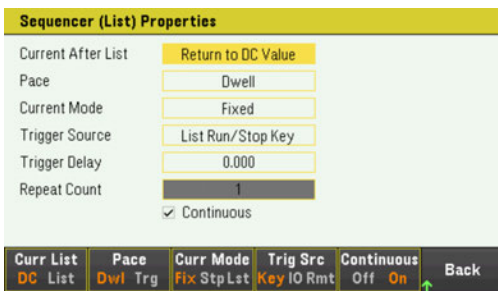 Sequencer (List) Properties
Current After List Return to DC Value
Pace Dwell
Current Mode Fixed
Trigger Source List Run/Stop Key
Trigger Delay 0.000
Repeat Count 1
Continuous
Curr List Pace Curr Mode Trig Src Continuous Back
DC List Dwl Trg Fix Stp Lst Key IO Rmt Off On